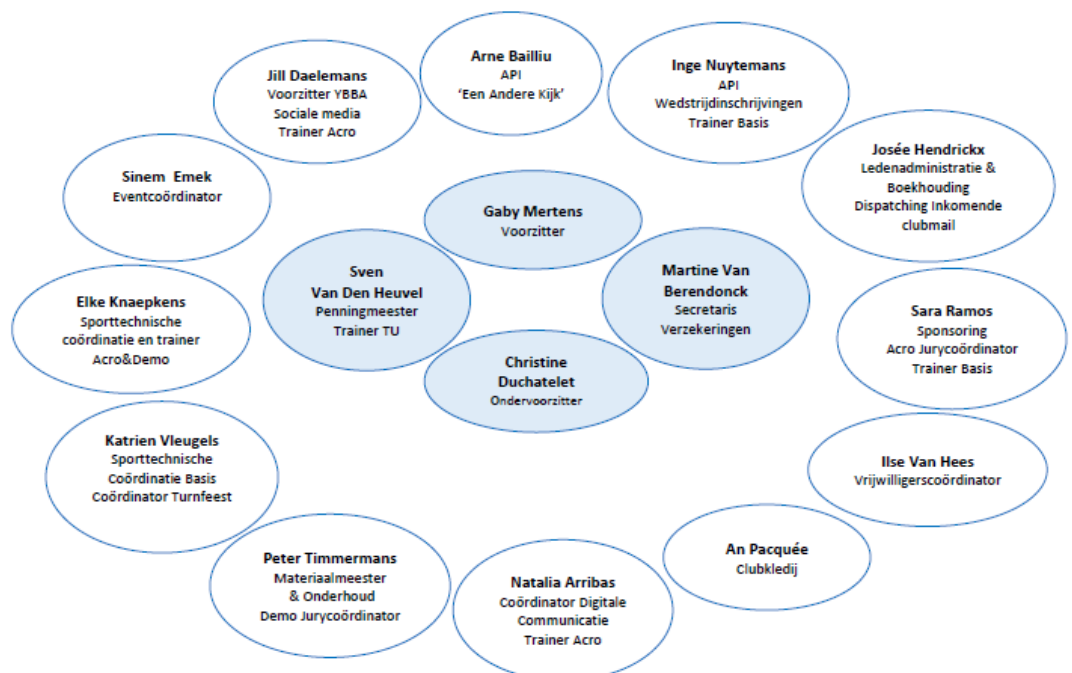 Arne Bailliu
API
‘Een Andere Kijk’
Inge Nuytemans
API
Wedstrijdinschrijvingen
Trainer Basis
Jill Daelemans
Voorzitter YBBA
Sociale media
Trainer Acro
Josée Hendrickx
Ledenadministratie &
Boekhouding
Dispatching Inkomende
clubmail
Sinem Emek
Eventcoördinator
Gaby Mertens
Voorzitter
Sven
Van Den Heuvel
Penningmeester
Trainer TU
Martine Van
Berendonck
Secretaris
Verzekeringen
Christine
Duchatelet
Ondervoorzitter
Elke Knaepkens
Sporttechnische
coördinatie en trainer
Acro&Demo
Sara Ramos
Sponsoring
Acro Jurycoördinator
Trainer Basis
Katrien Vleugels
Sporttechnische
Coördinatie Basis
Coördinator Turnfeest
Ilse Van Hees
Vrijwilligerscoördinator
Peter Timmermans
Materiaalmeester
& Onderhoud
Demo Jurycoördinator
Natalia Arribas
Coördinator Digitale
Communicatie
Trainer Acro
An Pacquée
Clubkledij